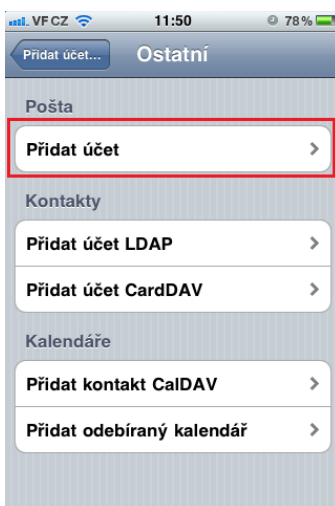 VF CZ 11:50 78%
Přidat účet... Ostatní
Pošta
Přidat účet
Kontakty
Přidat účet LDAP
Přidat účet CardDAV
Kalendáře
Přidat kontakt CalDAV
Přidat odebíraný kalendář